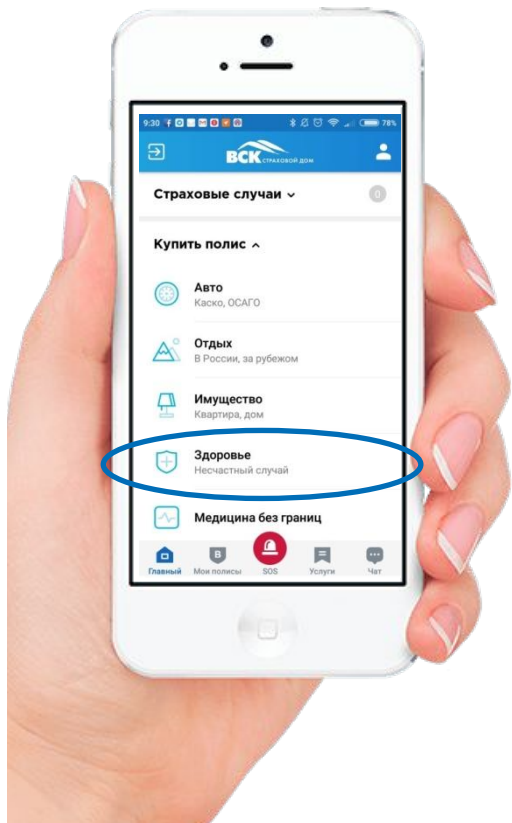 9:30
78%
ВСК СТРАХОВОЙ ДОМ
Страховые случаи
0
Купить полис
Авто
Каско, ОСАГО
Отдых
В России, за рубежом
Имущество
Квартира, дом
Здоровье
Несчастный случай
Медицина без границ
В
Главный Мои полисы SOS Услуги Чат